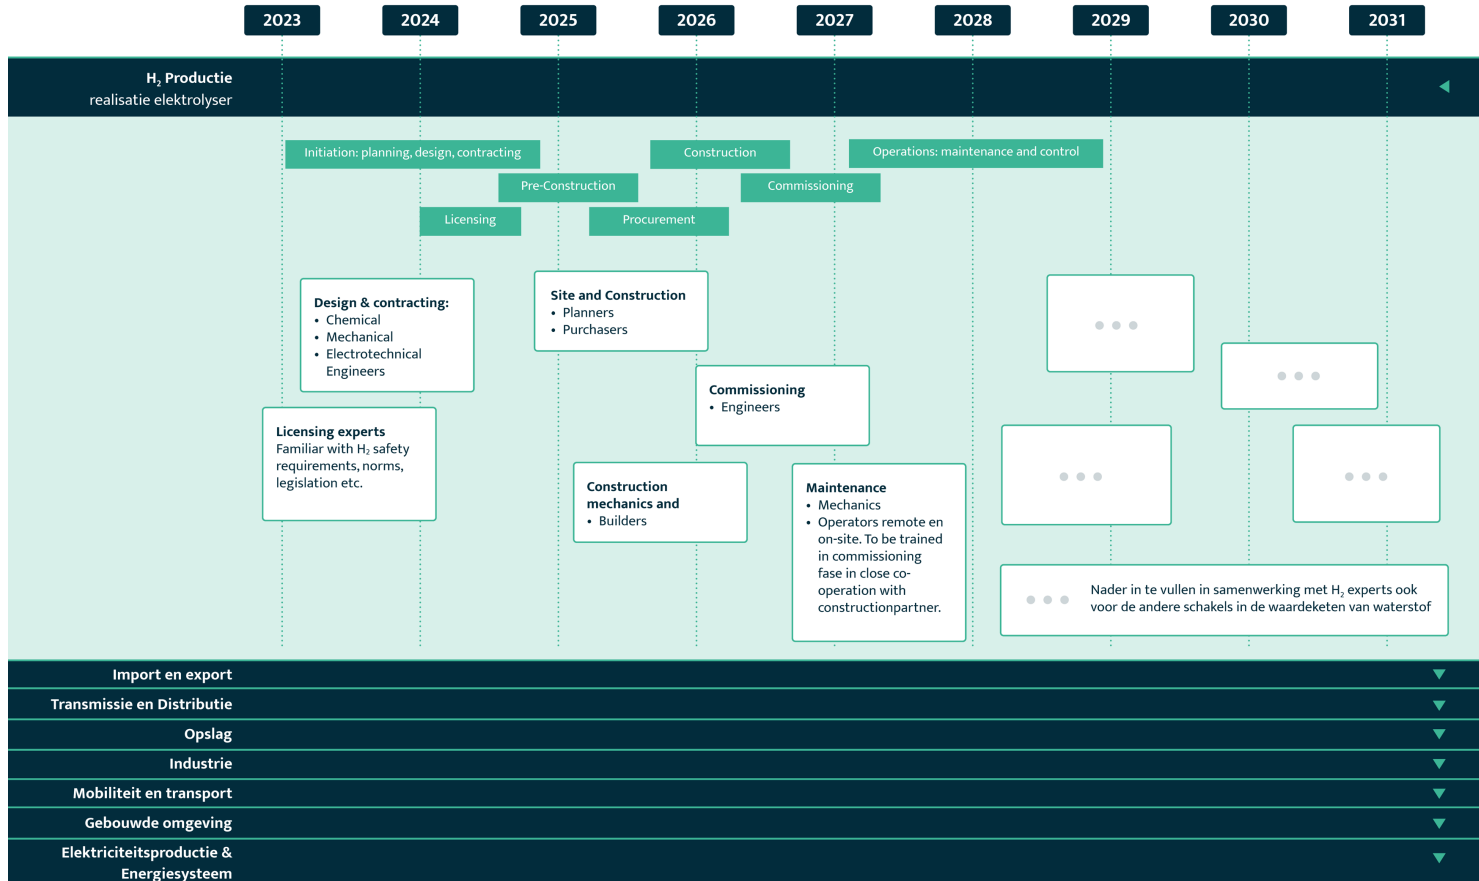 2023 2024 2025 2026 2027 2028 2029 2030 2031
H₂ Productie
realisatie elektrolyser
Initiation: planning, design, contracting
Construction
Operations: maintenance and control
Pre-Construction
Commissioning
Licensing
Procurement
Design & contracting:
• Chemical
• Mechanical
• Electrotechnical
Engineers
Licensing experts
Familiar with H₂ safety
requirements, norms,
legislation etc.
Site and Construction
• Planners
• Purchasers
Commissioning
• Engineers
Construction
mechanics and
• Builders
Maintenance
• Mechanics
• Operators remote en
on-site. To be trained
in commissioning
fase in close co-
operation with
constructionpartner.
Nader in te vullen in samenwerking met H₂ experts ook
voor de andere schakels in de waardeketen van waterstof
Import en export
Transmissie en Distributie
Opslag
Industrie
Mobiliteit en transport
Gebouwde omgeving
Elektriciteitsproductie &
Energiesysteem